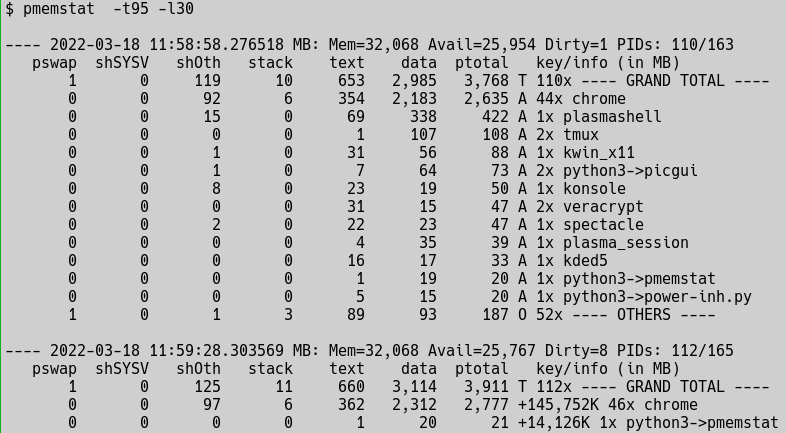 $ pmemstat  -t95 -l30

---- 2022-03-18 11:58:58.276518 MB: Mem=32,068 Avail=25,954 Dirty=1 PIDs: 110/163
   pswap  shSYSV    shOth   stack    text    data  ptotal   key/info (in MB)
       1       0      119      10     653   2,985   3,768 T 110x ---- GRAND TOTAL ----
       0       0       92       6     354   2,183   2,635 A 44x chrome
       0       0       15       0      69     338     422 A 1x plasmashell
       0       0        0       0       1     107     108 A 2x tmux
       0       0        1       0      31      56      88 A 1x kwin_x11
       0       0        1       0       7      64      73 A 2x python3->picgui
       0       0        8       0      23      19      50 A 1x konsole
       0       0        0       0      31      15      47 A 2x veracrypt
       0       0        2       0      22      23      47 A 1x spectacle
       0       0        0       0       4      35      39 A 1x plasma_session
       0       0        0       0      16      17      33 A 1x kded5
       0       0        0       0       1      19      20 A 1x python3->pmemstat
       0       0        0       0       5      15      20 A 1x python3->power-inh.py
       1       0        1       3      89      93     187 O 52x ---- OTHERS ----

---- 2022-03-18 11:59:28.303569 MB: Mem=32,068 Avail=25,767 Dirty=8 PIDs: 112/165
   pswap  shSYSV    shOth   stack    text    data  ptotal   key/info (in MB)
       1       0      125      11     660   3,114   3,911 T 112x ---- GRAND TOTAL ----
       0       0       97       6     362   2,312   2,777 +145,752K 46x chrome
       0       0        0       0       1      20      21 +14,126K 1x python3->pmemstat